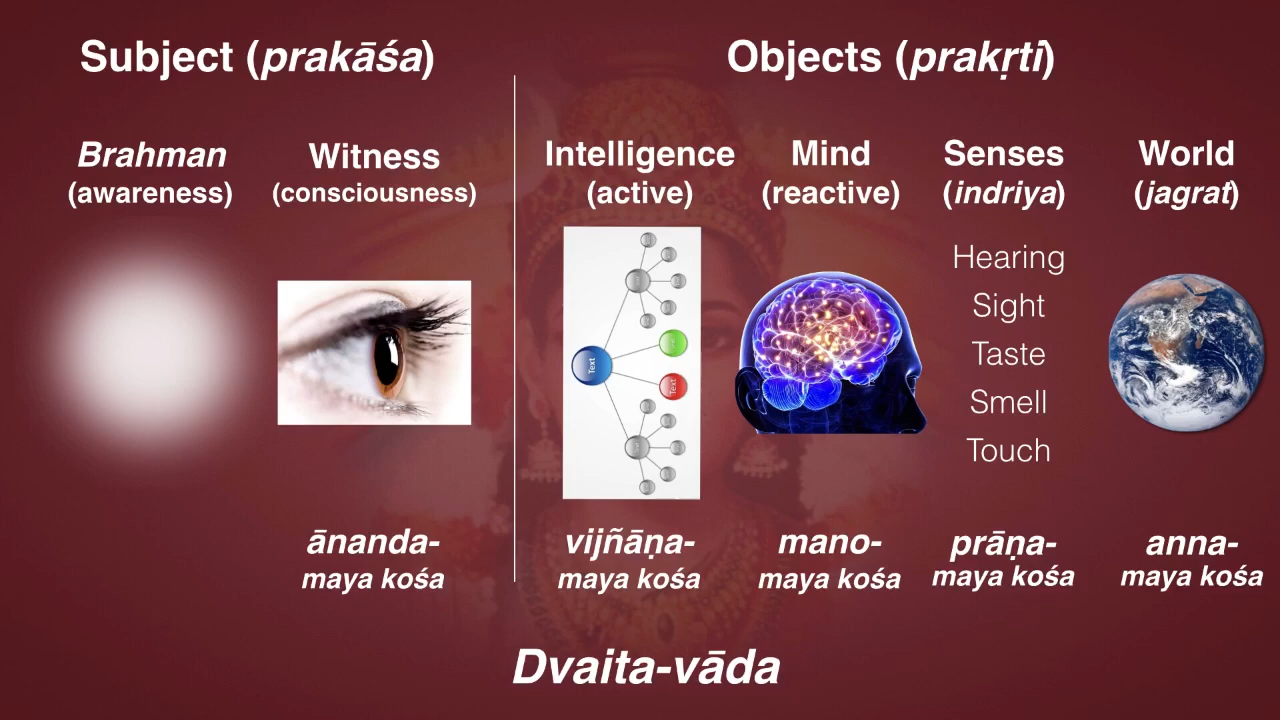 Subject (prakāśa)
Objects (prakṛti)
Brahman
(awareness)
Witness
(consciousness)
Intelligence
(active)
Mind
(reactive)
Senses
(indriya)
World
(jagrat)
Text
Text
Hearing
Sight
Taste
Smell
Touch
ānanda-
maya kośa
vijñāṇa-
maya kośa
mano-
maya kośa
prāṇa-
maya kośa
anna-
maya kośa
Dvaita-vāda